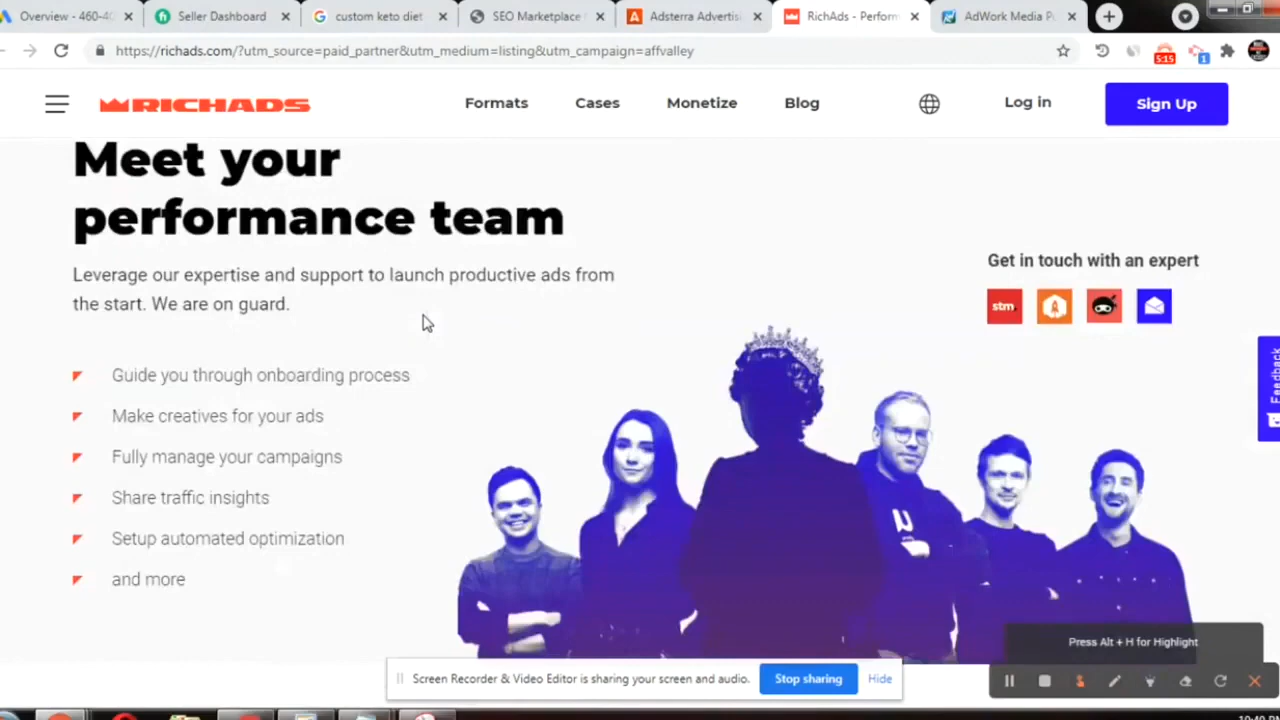 Overview - 460-40
Seller Dashboard
custom keto diet
SEO Marketplace
Adsterra Advertis
RichAds - Perform
AdWork Media P
https://richads.com/?utm_source=paid_partner&utm_medium=listing&utm_campaign=affvalley
5:15
1
RICHADS
Formats
Cases
Monetize
Blog
Log in
Sign Up
Meet your
performance team
Leverage our expertise and support to launch productive ads from
the start. We are on guard.
Get in touch with an expert
stm.
Guide you through onboarding process
Make creatives for your ads
Fully manage your campaigns
Share traffic insights
Setup automated optimization
and more
Feedback
Press Alt + H for Highlight
Screen Recorder & Video Editor is sharing your screen and audio.
Stop sharing
Hide